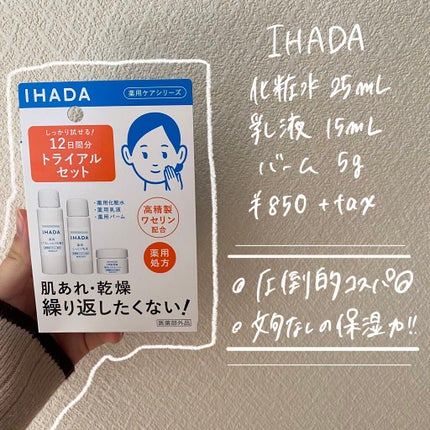 IHADA
薬用ケアシリーズ
しっかり試せる!
12日間分
トライアル
セット
・薬用化粧水
・薬用乳液
・薬用バーム
高精製
ワセリン
配合
薬用
処方
IHADA
IHADA
肌あれ・乾燥
繰り返したくない!
医薬部外品
IHADA
化粧水 25mL
乳液 15mL
バーム 5g
¥850 +tax
圧倒的コスパ◎
文句なしの保湿力!!